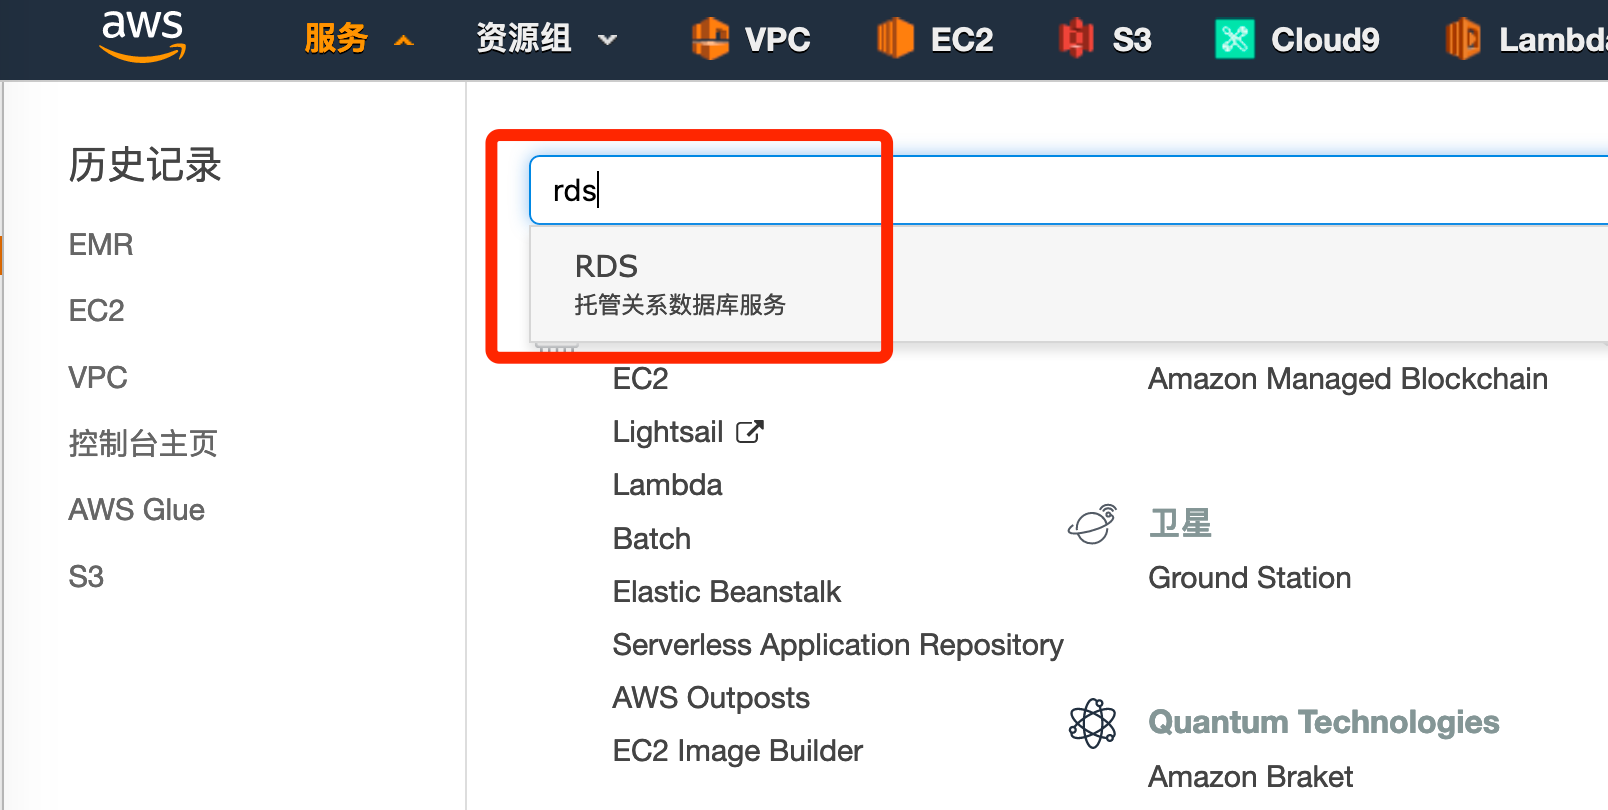 aws 服务 资源组 VPC EC2 S3 Cloud9 Lambda
历史记录
EMR
EC2
VPC
控制台主页
AWS Glue
S3
rds
RDS
托管关系数据库服务
EC2
Lightsail
Lambda
Batch
Elastic Beanstalk
Serverless Application Repository
AWS Outposts
EC2 Image Builder
Amazon Managed Blockchain
卫星
Ground Station
Quantum Technologies
Amazon Braket